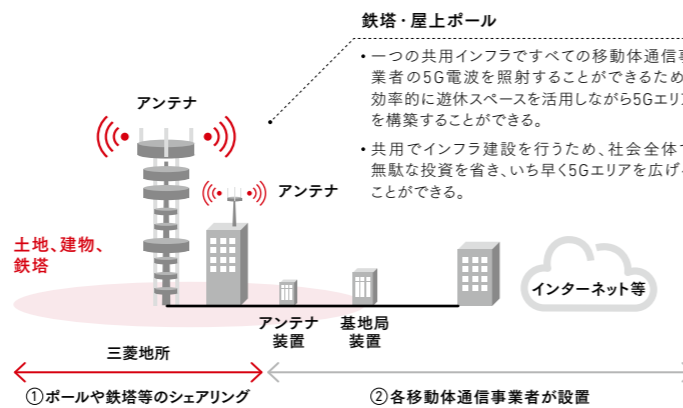 鉄塔・屋上ポール
• 一つの共用インフラですべての移動体通信事
業者の5G電波を照射することができるため
効率的に遊休スペースを活用しながら5Gエリア
を構築することができる。
• 共用でインフラ建設を行うため、社会全体で
無駄な投資を省き、いち早く5Gエリアを広げ
ことができる。
アンテナ
アンテナ
土地、建物、
鉄塔
インターネット等
アンテナ
装置
基地局
装置
三菱地所
①ポールや鉄塔等のシェアリング
②各移動体通信事業者が設置